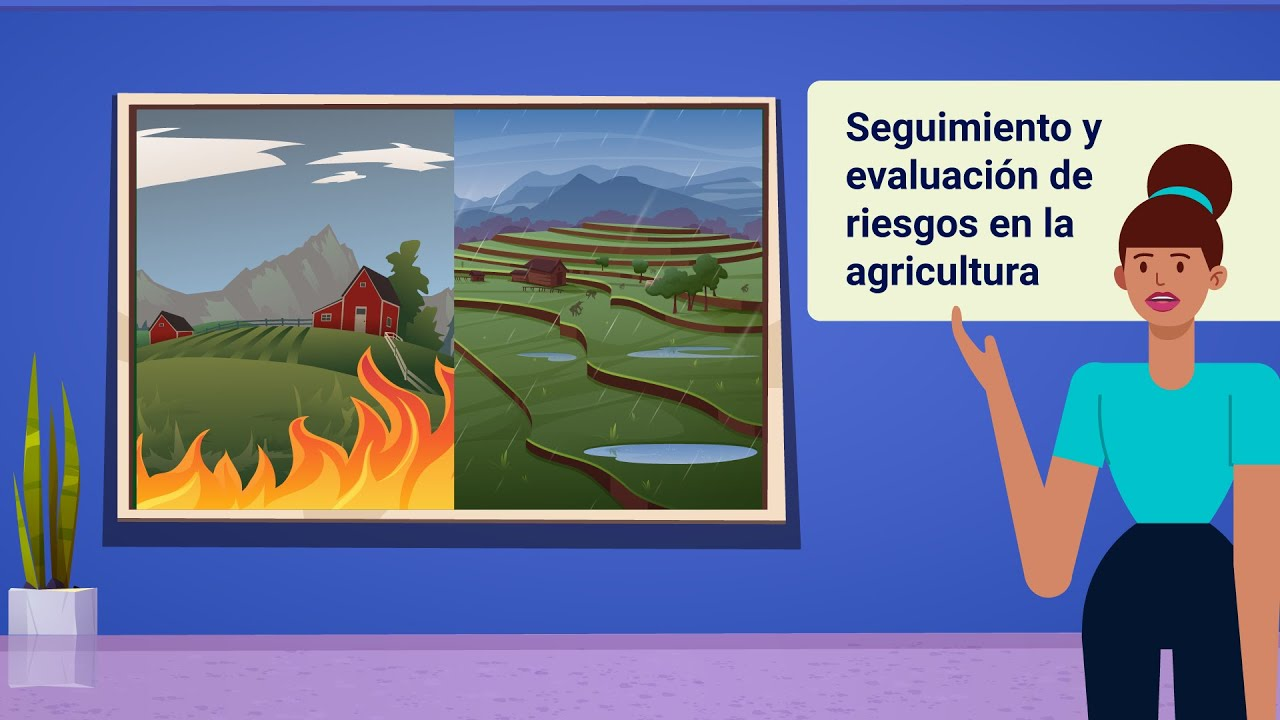 Seguimiento y
evaluación de
riesgos en la
agricultura